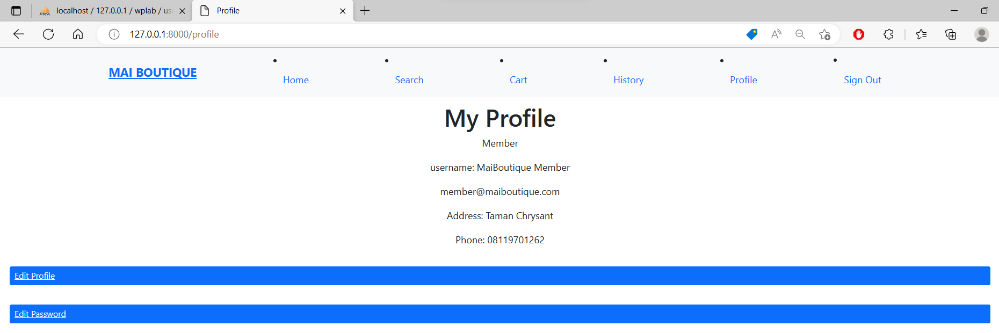 PMA localhost / 127.0.0.1 / wplab / us
Profile
127.0.0.1:8000/profile
MAI BOUTIQUE
Home
Search
Cart
History
Profile
Sign Out
My Profile
Member
username: MaiBoutique Member
member@maiboutique.com
Address: Taman Chrysant
Phone: 08119701262
Edit Profile
Edit Password